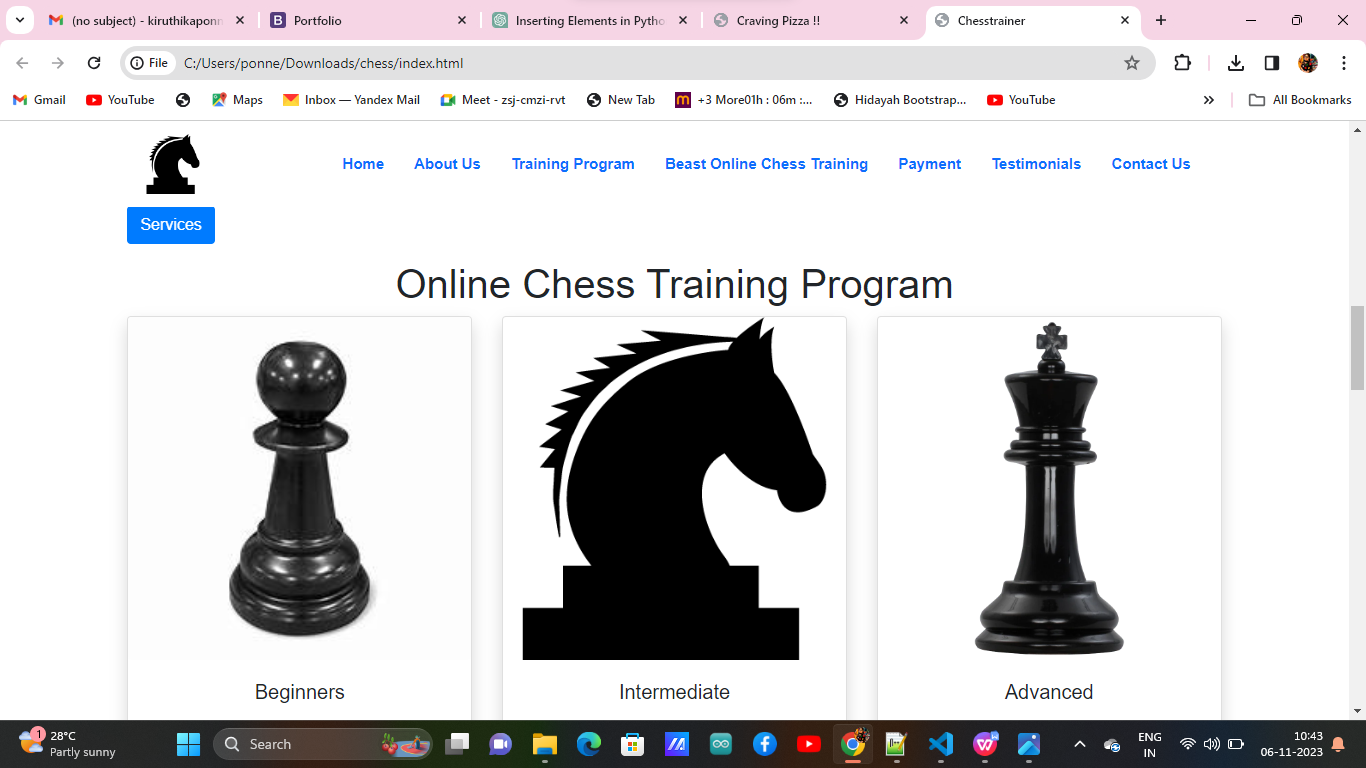 (no subject) - kiruthikaponn
Portfolio
Inserting Elements in Pytho
Craving Pizza !!
Chesstrainer
File
C:/Users/ponne/Downloads/chess/index.html
Gmail
YouTube
Maps
Inbox — Yandex Mail
Meet - zsj-cmzi-rvt
New Tab
+3 More01h : 06m :...
Hidayah Bootstrap...
YouTube
All Bookmarks
Home
About Us
Training Program
Beast Online Chess Training
Payment
Testimonials
Contact Us
Services
Online Chess Training Program
Beginners
Intermediate
Advanced
1
28°C
Partly sunny
Search
ENG
IN
10:43
06-11-2023